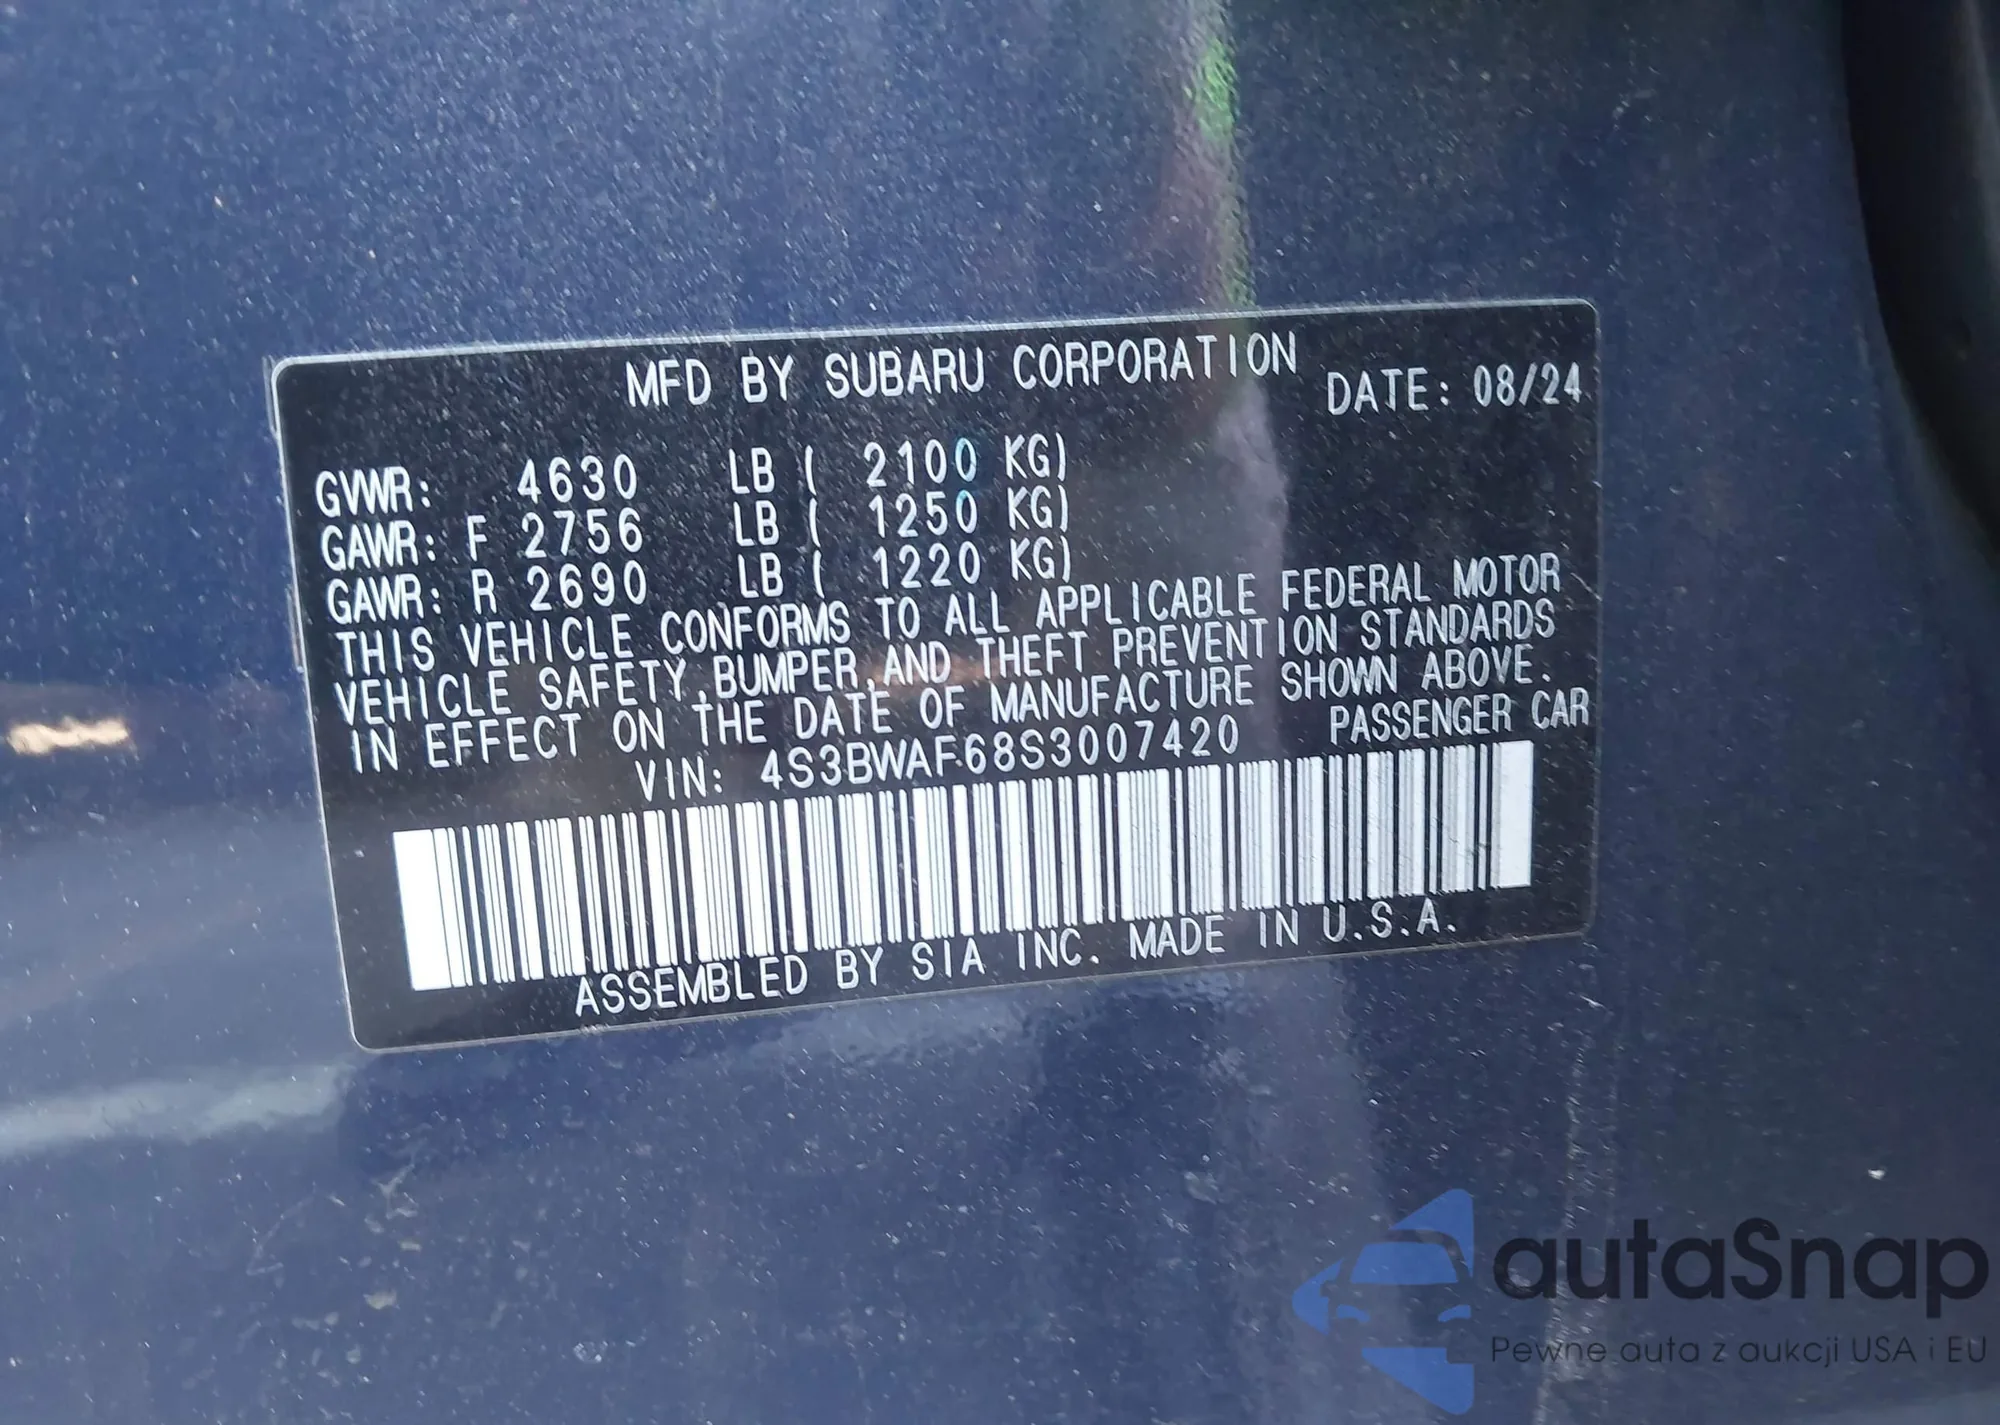 MFD BY SUBARU CORPORATION DATE: 08/24
GVWR: 4630 LB ( 2100 KG)
GAWR: F 2756 LB ( 1250 KG)
GAWR: R 2690 LB ( 1220 KG)
THIS VEHICLE CONFORMS TO ALL APPLICABLE FEDERAL MOTOR
VEHICLE SAFETY,BUMPER,AND THEFT PREVENTION STANDARDS
IN EFFECT ON THE DATE OF MANUFACTURE SHOWN ABOVE.
VIN: 4S3BWAF68S3007420 PASSENGER CAR
ASSEMBLED BY SIA INC. MADE IN U.S.A.
autaSnap
Pewne auta z aukcji USA i EU